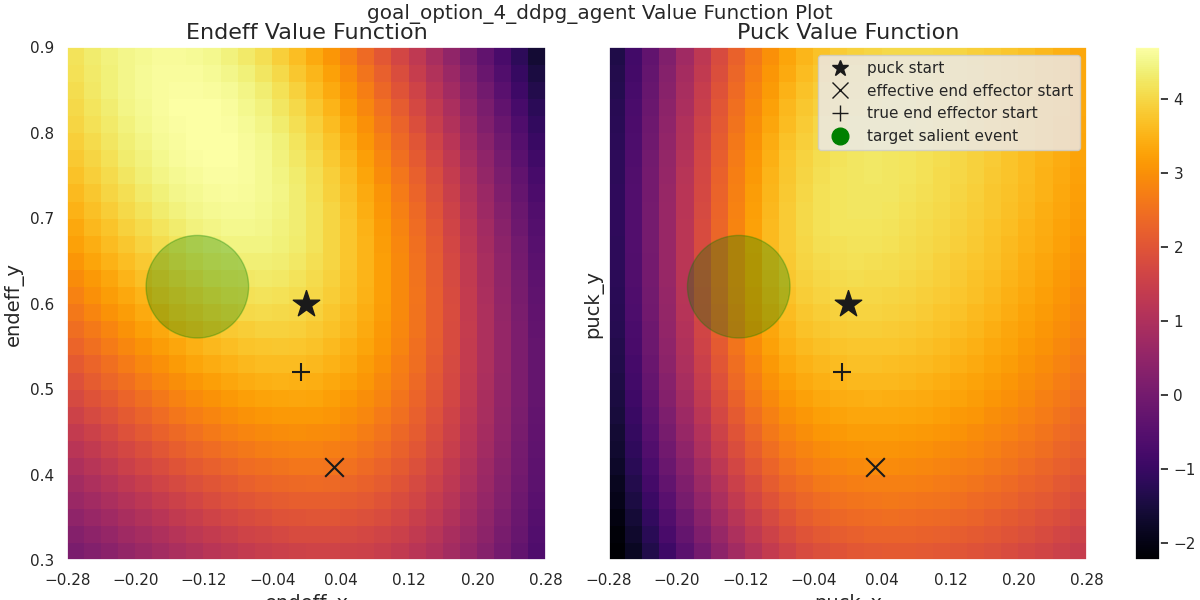 goal_option_4_ddpg_agent Value Function Plot
Endeff Value Function
Puck Value Function
endeff_y
0.9
0.8
0.7
0.6
0.5
0.4
0.3
−0.28 −0.20 −0.12 −0.04 0.04 0.12 0.20 0.28
endeff_x
puck_y
puck start
effective end effector start
true end effector start
target salient event
−0.28 −0.20 −0.12 −0.04 0.04 0.12 0.20 0.28
puck_x
4
3
2
1
0
−1
−2